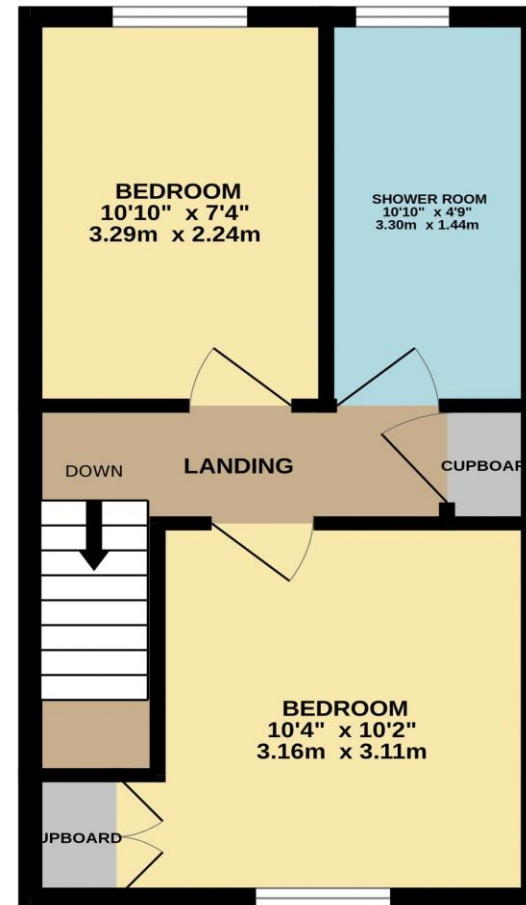 BEDROOM
10'10" x 7'4"
3.29m x 2.24m
SHOWER ROOM
10'10" x 4'9"
3.30m x 1.44m
DOWN
LANDING
CUPBOAR
BEDROOM
10'4" x 10'2"
3.16m x 3.11m
UPBOARD